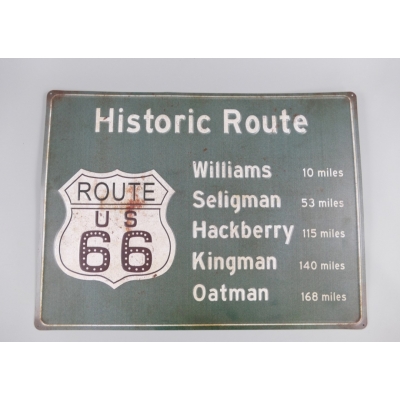 Historic Route
ROUTE
US
66
Williams 10 miles
Seligman 53 miles
Hackberry 115 miles
Kingman 140 miles
Oatman 168 miles